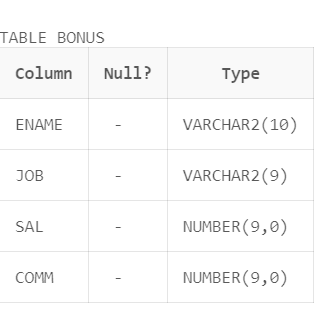 TABLE BONUS
Column Null? Type
ENAME - VARCHAR2(10)
JOB - VARCHAR2(9)
SAL - NUMBER(9,0)
COMM - NUMBER(9,0)